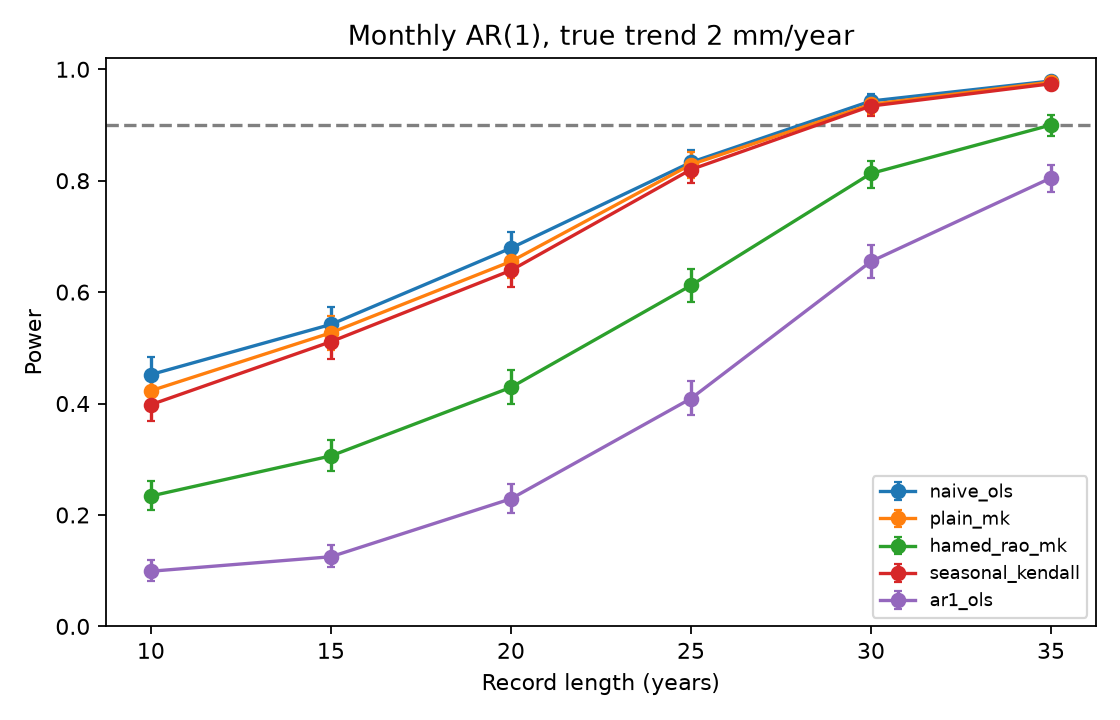 Monthly AR(1), true trend 2 mm/year
1.0
0.8
0.6
0.4
0.2
0.0
Power
10 15 20 25 30 35
Record length (years)
naive_ols
plain_mk
hamed_rao_mk
seasonal_kendall
ar1_ols